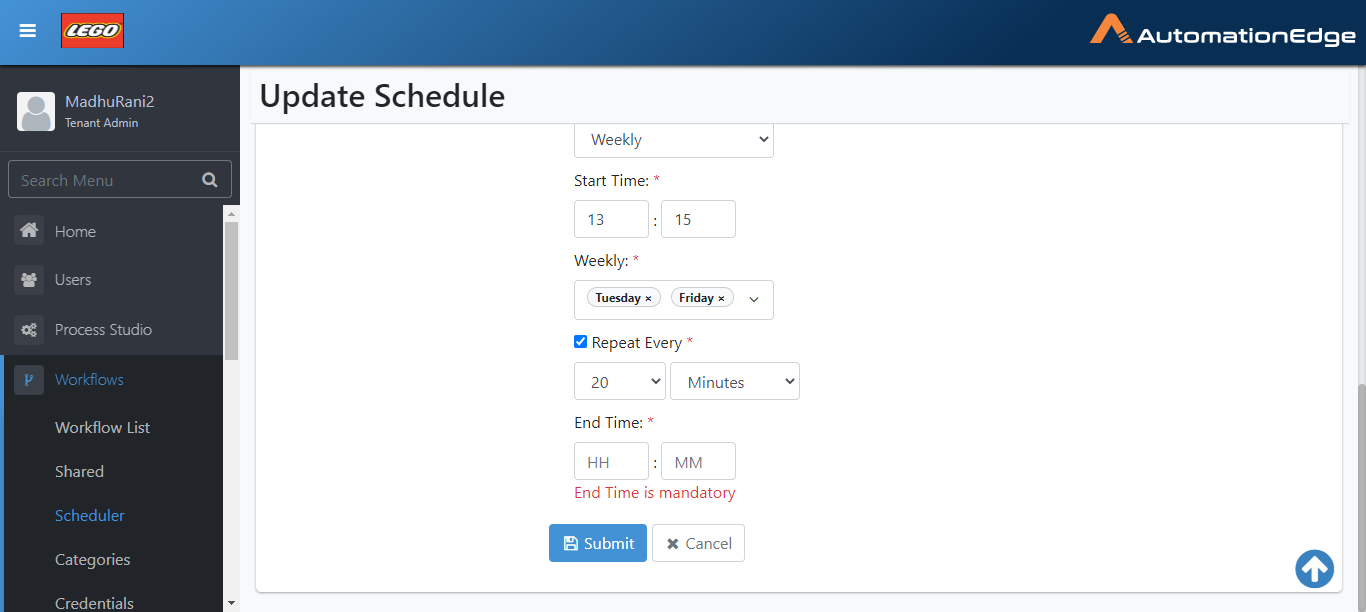 LEGO
AutomationEdge
MadhuRani2
Tenant Admin
Search Menu
Home
Users
Process Studio
Workflows
Workflow List
Shared
Scheduler
Categories
Credentials
Update Schedule
Weekly
Start Time: *
13 : 15
Weekly: *
Tuesday × Friday ×
Repeat Every *
20 Minutes
End Time: *
HH : MM
End Time is mandatory
Submit Cancel